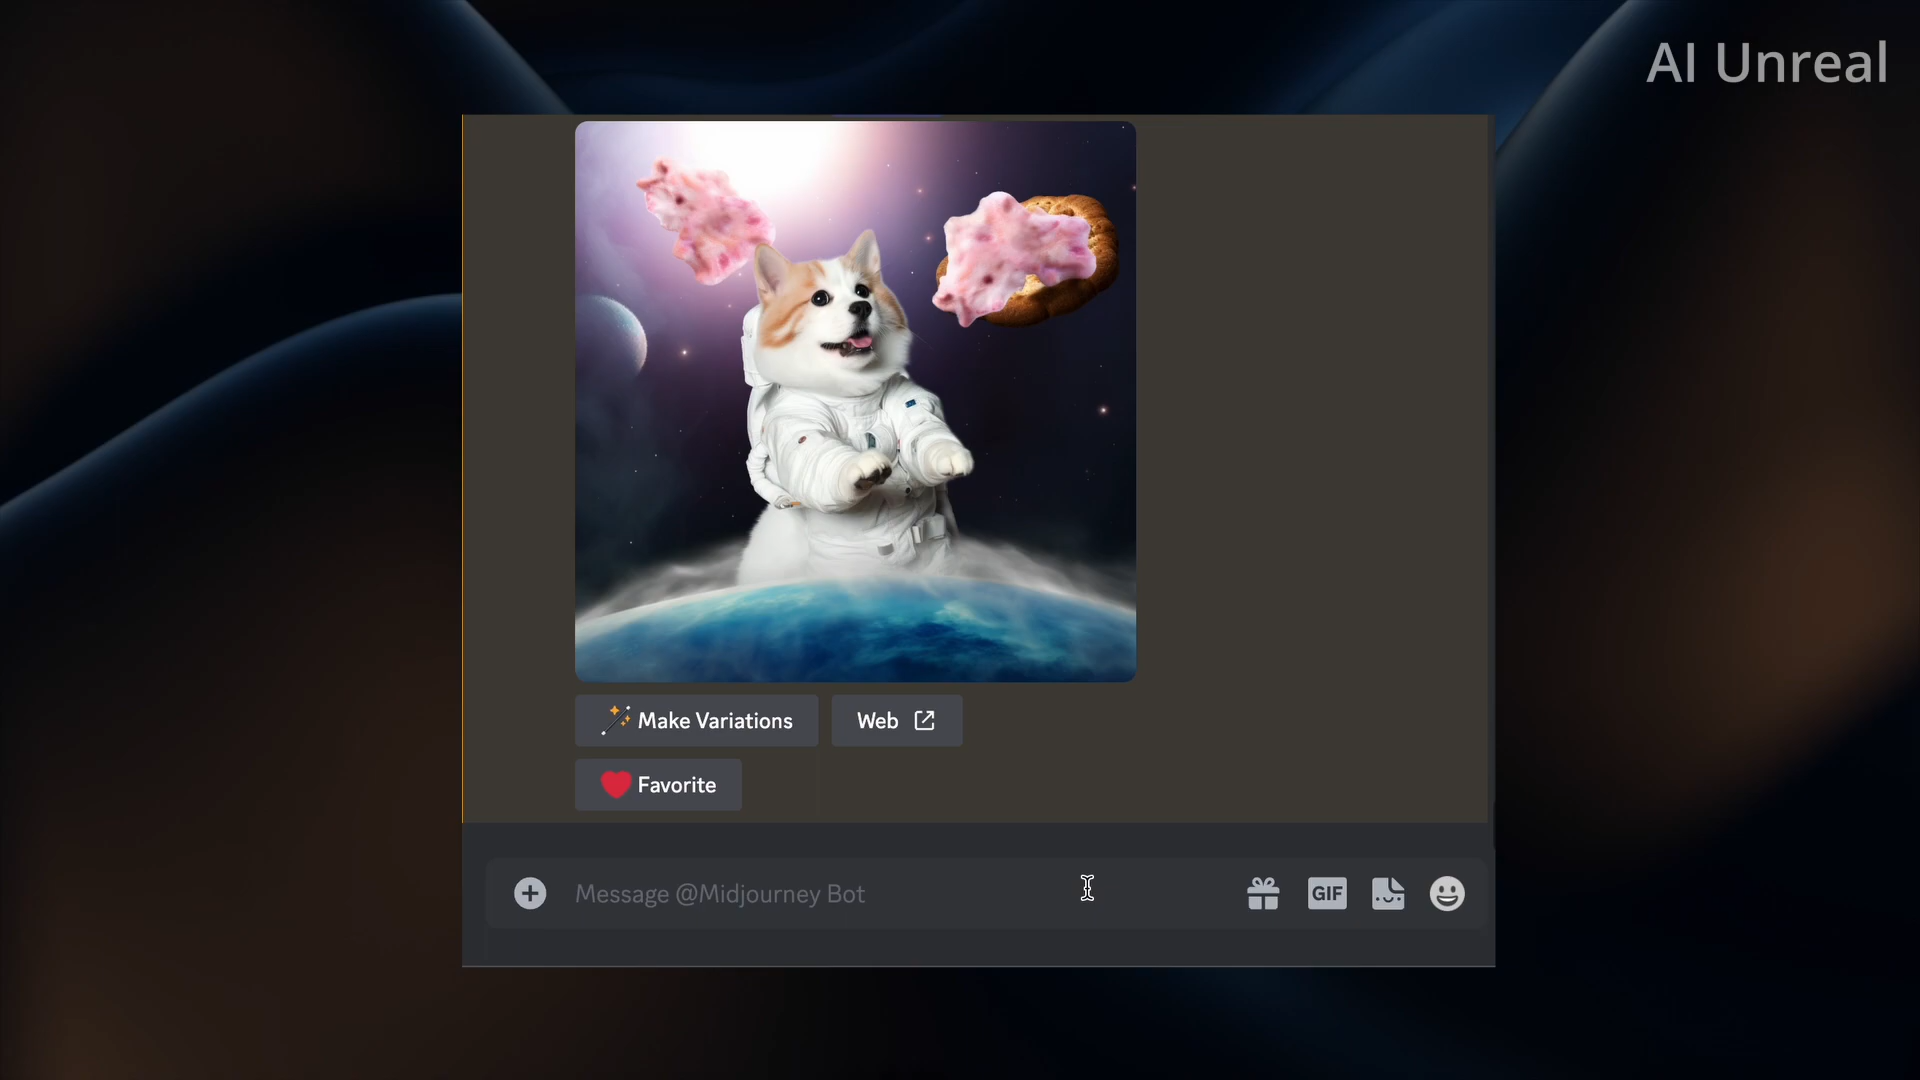 AI Unreal
Make Variations
Web
Favorite
Message @Midjourney Bot
GIF